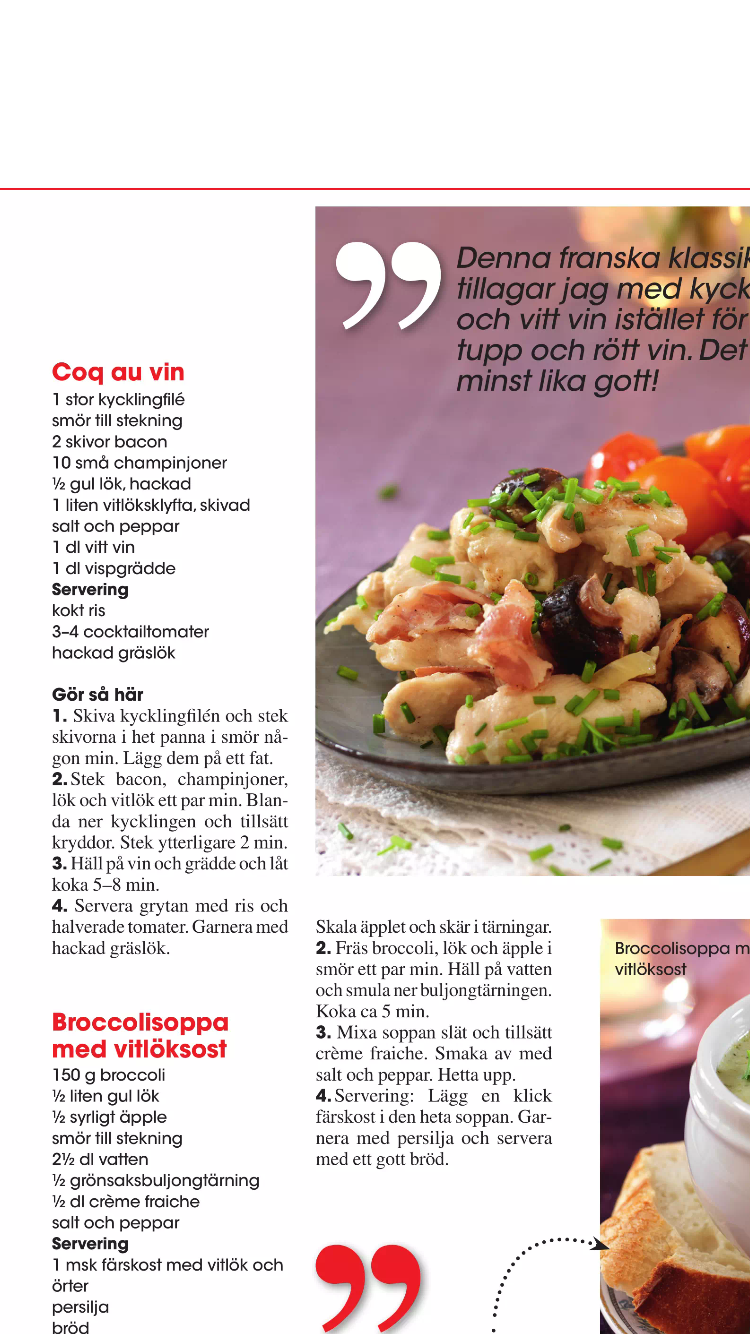 Denna franska klassik
tillagar jag med kyck
och vitt vin istället för
tupp och rött vin. Det
minst lika gott!
Coq au vin
1 stor kycklingfilé
smör till stekning
2 skivor bacon
10 små champinjoner
½ gul lök, hackad
1 liten vitlöksklyfta, skivad
salt och peppar
1 dl vitt vin
1 dl vispgrädde
Servering
kokt ris
3–4 cocktailtomater
hackad gräslök
Gör så här
1. Skiva kycklingfilén och stek
skivorna i het panna i smör nå-
gon min. Lägg dem på ett fat.
2. Stek bacon, champinjoner,
lök och vitlök ett par min. Blan-
da ner kycklingen och tillsätt
kryddor. Stek ytterligare 2 min.
3. Häll på vin och grädde och låt
koka 5–8 min.
4. Servera grytan med ris och
halverade tomater. Garnera med
hackad gräslök.
Broccolisoppa
med vitlöksost
150 g broccoli
½ liten gul lök
½ syrligt äpple
smör till stekning
2½ dl vatten
½ grönsaksbuljongtärning
½ dl crème fraiche
salt och peppar
Servering
1 msk färskost med vitlök och
örter
persilja
bröd
Skala äpplet och skär i tärningar.
2. Fräs broccoli, lök och äpple i
smör ett par min. Häll på vatten
och smula ner buljongtärningen.
Koka ca 5 min.
3. Mixa soppan slät och tillsätt
crème fraiche. Smaka av med
salt och peppar. Hetta upp.
4. Servering: Lägg en klick
färskost i den heta soppan. Gar-
nera med persilja och servera
med ett gott bröd.
Broccolisoppa m
vitlöksost